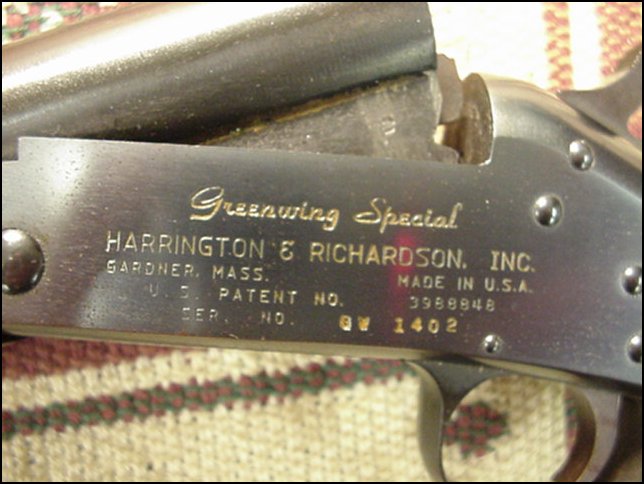 Greenwing Special
HARRINGTON & RICHARDSON, INC.
GARDNER, MASS. MADE IN U.S.A.
U.S. PATENT NO. 3988848
SER. NO. GW 1402